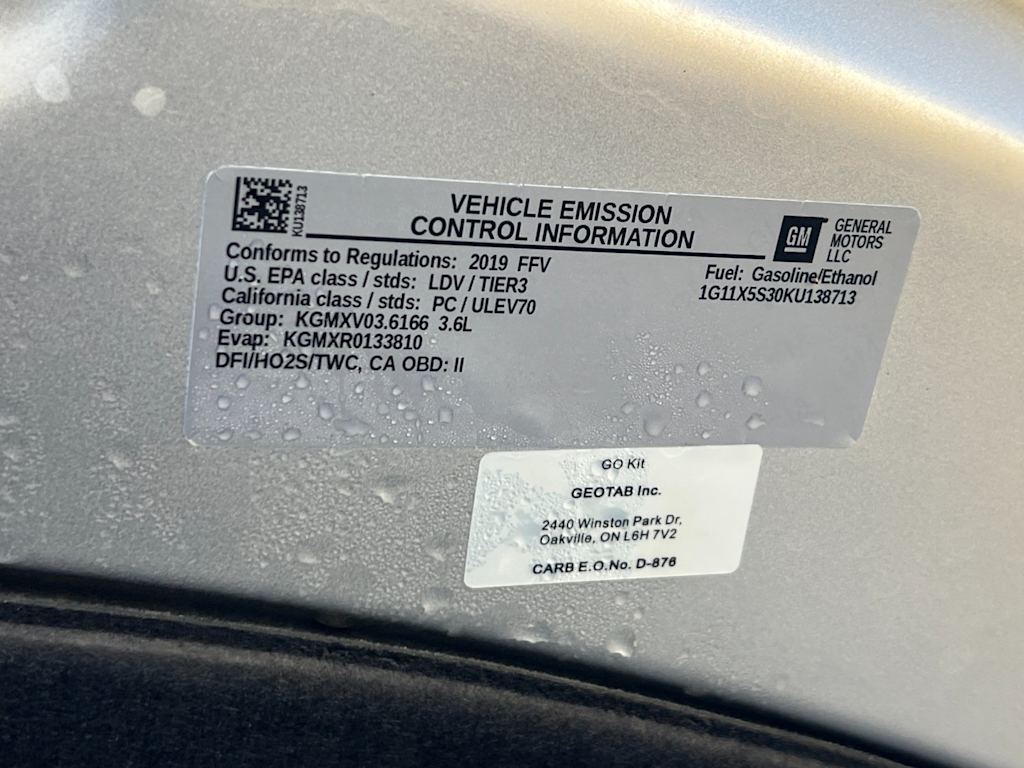 KU138713
VEHICLE EMISSION
CONTROL INFORMATION
GM
GENERAL
MOTORS
LLC
Conforms to Regulations: 2019 FFV
U.S. EPA class / stds: LDV / TIER3
California class / stds: PC / ULEV70
Group: KGMXV03.6166 3.6L
Evap: KGMXR0133810
DFI/HO2S/TWC, CA OBD: II
Fuel: Gasoline/Ethanol
1G11X5S30KU138713
GO Kit
GEOTAB Inc.
2440 Winston Park Dr,
Oakville, ON L6H 7V2
CARB E.O.No. D-876